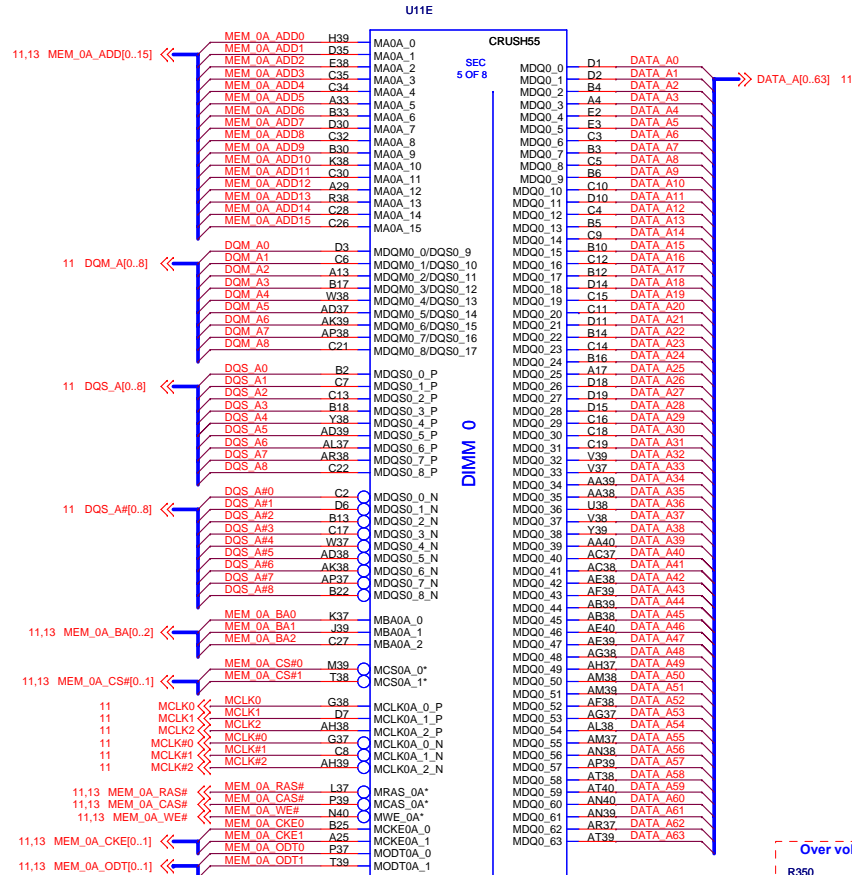 U11E
CRUSH55
SEC
5 OF 8
DIMM 0
11,13 MEM_0A_ADD[0..15]
MEM_0A_ADD0 H39 MA0A_0
MEM_0A_ADD1 D35 MA0A_1
MEM_0A_ADD2 E38 MA0A_2
MEM_0A_ADD3 C35 MA0A_3
MEM_0A_ADD4 C34 MA0A_4
MEM_0A_ADD5 A33 MA0A_5
MEM_0A_ADD6 B33 MA0A_6
MEM_0A_ADD7 D30 MA0A_7
MEM_0A_ADD8 C32 MA0A_8
MEM_0A_ADD9 B30 MA0A_9
MEM_0A_ADD10 K38 MA0A_10
MEM_0A_ADD11 C30 MA0A_11
MEM_0A_ADD12 A29 MA0A_12
MEM_0A_ADD13 R38 MA0A_13
MEM_0A_ADD14 C28 MA0A_14
MEM_0A_ADD15 C26 MA0A_15
11 DQM_A[0..8]
DQM_A0 D3 MDQM0_0/DQS0_9
DQM_A1 C6 MDQM0_1/DQS0_10
DQM_A2 A13 MDQM0_2/DQS0_11
DQM_A3 B17 MDQM0_3/DQS0_12
DQM_A4 W38 MDQM0_4/DQS0_13
DQM_A5 AD37 MDQM0_5/DQS0_14
DQM_A6 AK39 MDQM0_6/DQS0_15
DQM_A7 AP38 MDQM0_7/DQS0_16
DQM_A8 C21 MDQM0_8/DQS0_17
11 DQS_A[0..8]
DQS_A0 B2 MDQS0_0_P
DQS_A1 C7 MDQS0_1_P
DQS_A2 C13 MDQS0_2_P
DQS_A3 B18 MDQS0_3_P
DQS_A4 Y38 MDQS0_4_P
DQS_A5 AD39 MDQS0_5_P
DQS_A6 AL37 MDQS0_6_P
DQS_A7 AR38 MDQS0_7_P
DQS_A8 C22 MDQS0_8_P
11 DQS_A#[0..8]
DQS_A#0 C2 MDQS0_0_N
DQS_A#1 D6 MDQS0_1_N
DQS_A#2 B13 MDQS0_2_N
DQS_A#3 C17 MDQS0_3_N
DQS_A#4 W37 MDQS0_4_N
DQS_A#5 AD38 MDQS0_5_N
DQS_A#6 AK38 MDQS0_6_N
DQS_A#7 AP37 MDQS0_7_N
DQS_A#8 B22 MDQS0_8_N
11,13 MEM_0A_BA[0..2]
MEM_0A_BA0 K37 MBA0A_0
MEM_0A_BA1 J39 MBA0A_1
MEM_0A_BA2 C27 MBA0A_2
11,13 MEM_0A_CS#[0..1]
MEM_0A_CS#0 M39 MCS0A_0*
MEM_0A_CS#1 T38 MCS0A_1*
11 MCLK0 MCLK0 G38 MCLK0A_0_P
11 MCLK1 MCLK1 D7 MCLK0A_1_P
11 MCLK2 MCLK2 AH38 MCLK0A_2_P
11 MCLK#0 MCLK#0 G37 MCLK0A_0_N
11 MCLK#1 MCLK#1 C8 MCLK0A_1_N
11 MCLK#2 MCLK#2 AH39 MCLK0A_2_N
11,13 MEM_0A_RAS# MEM_0A_RAS# L37 MRAS_0A*
11,13 MEM_0A_CAS# MEM_0A_CAS# P39 MCAS_0A*
11,13 MEM_0A_WE# MEM_0A_WE# N40 MWE_0A*
11,13 MEM_0A_CKE[0..1]
MEM_0A_CKE0 B25 MCKE0A_0
MEM_0A_CKE1 A25 MCKE0A_1
11,13 MEM_0A_ODT[0..1]
MEM_0A_ODT0 P37 MODT0A_0
MEM_0A_ODT1 T39 MODT0A_1
MDQ0_0 D1 DATA_A0
MDQ0_1 D2 DATA_A1
MDQ0_2 B4 DATA_A2
MDQ0_3 A4 DATA_A3
MDQ0_4 E2 DATA_A4
MDQ0_5 E3 DATA_A5
MDQ0_6 C3 DATA_A6
MDQ0_7 B3 DATA_A7
MDQ0_8 C5 DATA_A8
MDQ0_9 B6 DATA_A9
MDQ0_10 C10 DATA_A10
MDQ0_11 D10 DATA_A11
MDQ0_12 C4 DATA_A12
MDQ0_13 B5 DATA_A13
MDQ0_14 C9 DATA_A14
MDQ0_15 B10 DATA_A15
MDQ0_16 C12 DATA_A16
MDQ0_17 B12 DATA_A17
MDQ0_18 D14 DATA_A18
MDQ0_19 C15 DATA_A19
MDQ0_20 C11 DATA_A20
MDQ0_21 D11 DATA_A21
MDQ0_22 B14 DATA_A22
MDQ0_23 C14 DATA_A23
MDQ0_24 B16 DATA_A24
MDQ0_25 A17 DATA_A25
MDQ0_26 D18 DATA_A26
MDQ0_27 D19 DATA_A27
MDQ0_28 D15 DATA_A28
MDQ0_29 C16 DATA_A29
MDQ0_30 C18 DATA_A30
MDQ0_31 C19 DATA_A31
MDQ0_32 V39 DATA_A32
MDQ0_33 V37 DATA_A33
MDQ0_34 AA39 DATA_A34
MDQ0_35 AA38 DATA_A35
MDQ0_36 U38 DATA_A36
MDQ0_37 V38 DATA_A37
MDQ0_38 Y39 DATA_A38
MDQ0_39 AA40 DATA_A39
MDQ0_40 AC37 DATA_A40
MDQ0_41 AC38 DATA_A41
MDQ0_42 AE38 DATA_A42
MDQ0_43 AF39 DATA_A43
MDQ0_44 AB39 DATA_A44
MDQ0_45 AB38 DATA_A45
MDQ0_46 AE40 DATA_A46
MDQ0_47 AE39 DATA_A47
MDQ0_48 AG38 DATA_A48
MDQ0_49 AH37 DATA_A49
MDQ0_50 AM38 DATA_A50
MDQ0_51 AM39 DATA_A51
MDQ0_52 AF38 DATA_A52
MDQ0_53 AG37 DATA_A53
MDQ0_54 AL38 DATA_A54
MDQ0_55 AM37 DATA_A55
MDQ0_56 AN38 DATA_A56
MDQ0_57 AP39 DATA_A57
MDQ0_58 AT38 DATA_A58
MDQ0_59 AT40 DATA_A59
MDQ0_60 AN40 DATA_A60
MDQ0_61 AN39 DATA_A61
MDQ0_62 AR37 DATA_A62
MDQ0_63 AT39 DATA_A63
DATA_A[0..63] 11
Over vol
R350